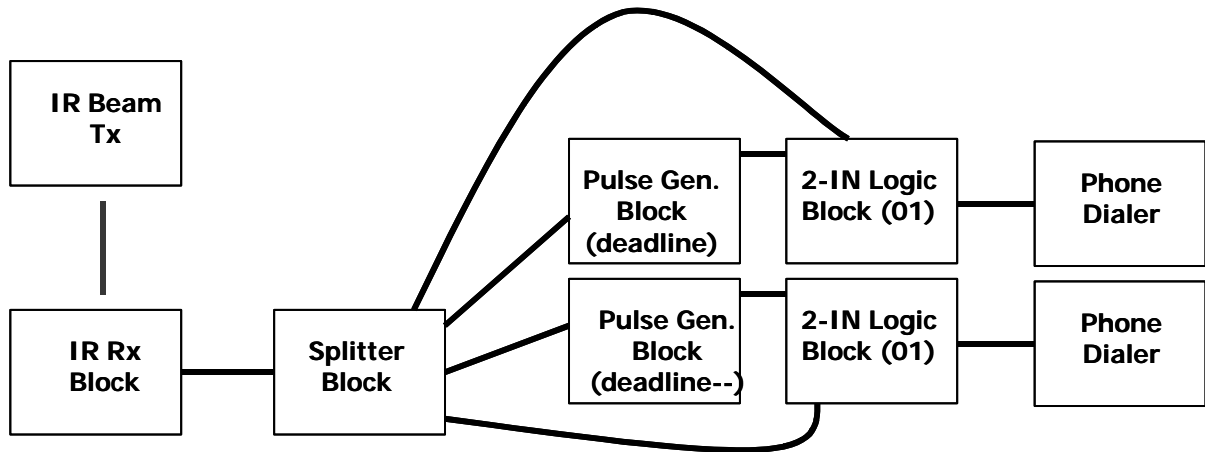 IR Beam
Tx
Pulse Gen.
Block
(deadline)
2-IN Logic
Block (01)
Phone
Dialer
IR Rx
Block
Splitter
Block
Pulse Gen.
Block
(deadline--)
2-IN Logic
Block (01)
Phone
Dialer